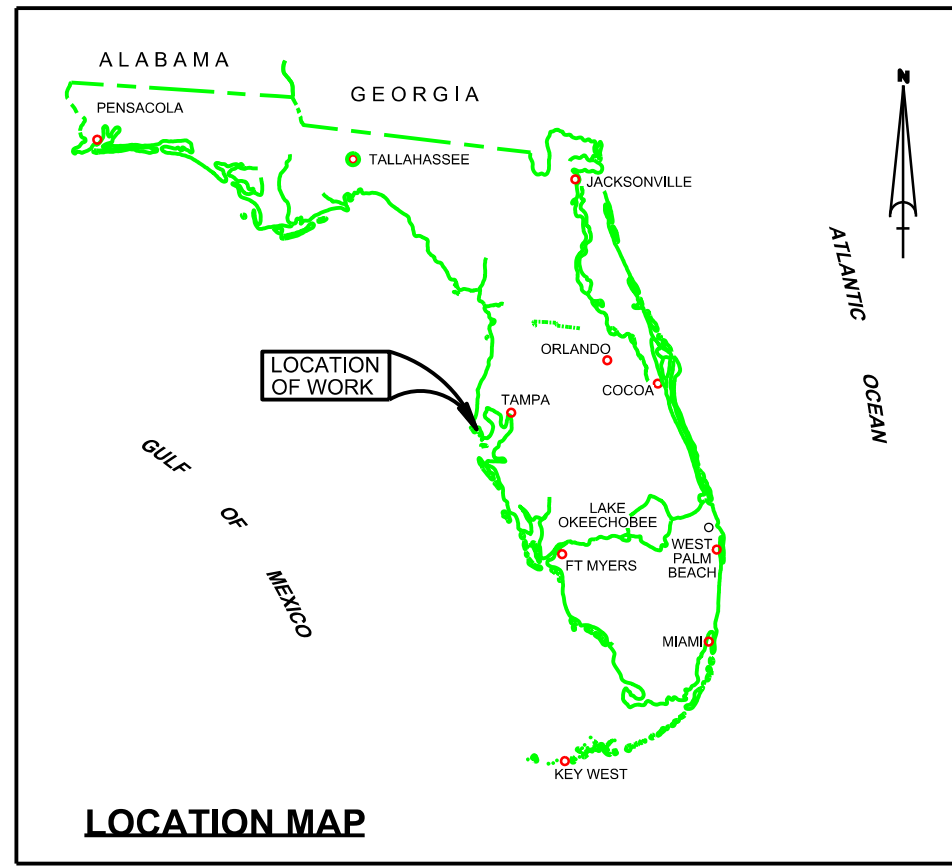 ALABAMA
GEORGIA
N
PENSACOLA
TALLAHASSEE
JACKSONVILLE
ATLANTIC
OCEAN
ORLANDO
COCOA
LOCATION
OF WORK
TAMPA
GULF
OF
MEXICO
LAKE
OKEECHOBEE
WEST
PALM
BEACH
FT MYERS
MIAMI
KEY WEST
LOCATION MAP